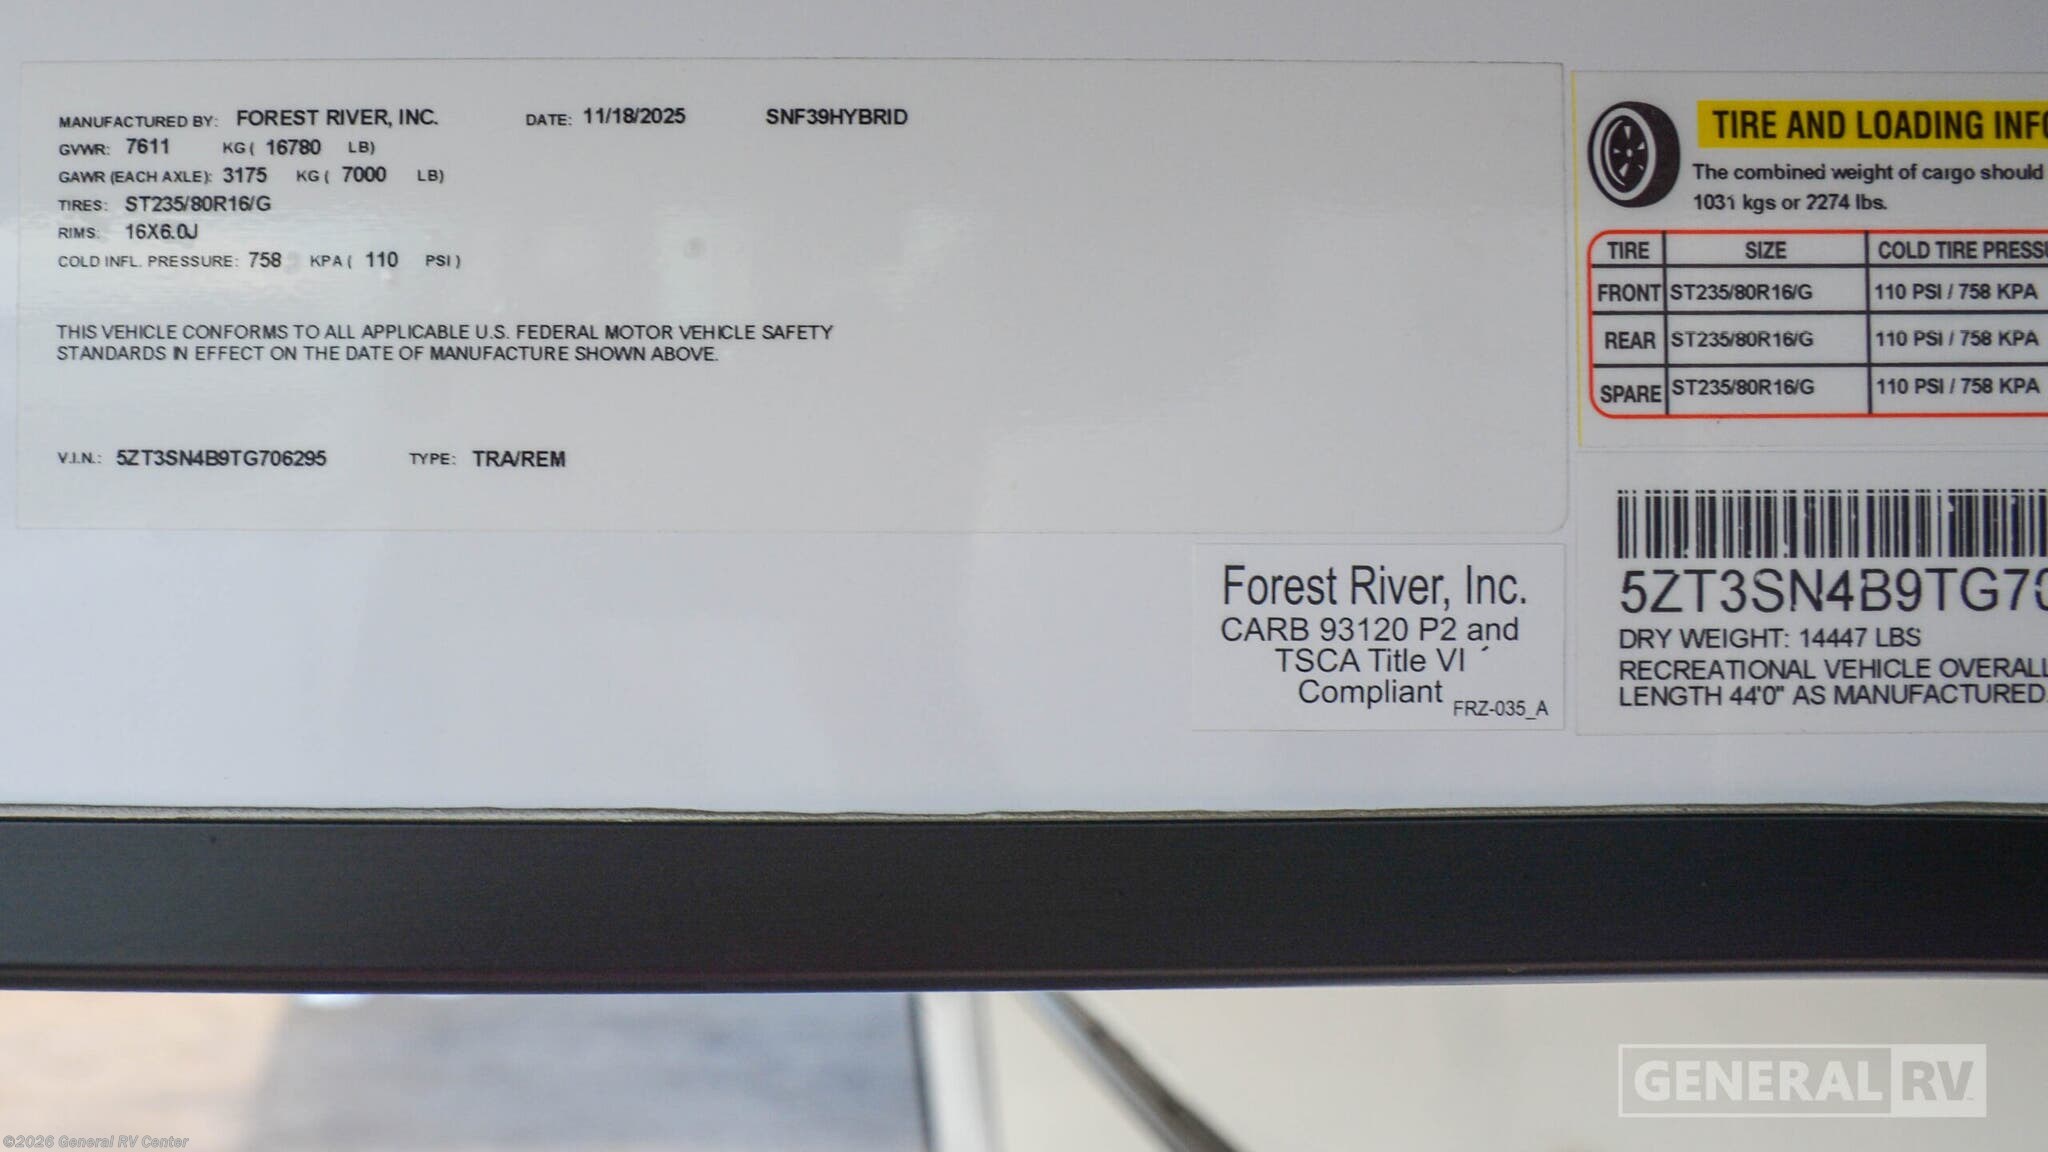 MANUFACTURED BY: FOREST RIVER, INC. DATE: 11/18/2025 SNF39HYBRID
GVWR: 7611 KG ( 16780 LB)
GAWR (EACH AXLE): 3175 KG ( 7000 LB)
TIRES: ST235/80R16/G
RIMS: 16X6.0J
COLD INFL. PRESSURE: 758 KPA ( 110 PSI )
THIS VEHICLE CONFORMS TO ALL APPLICABLE U.S. FEDERAL MOTOR VEHICLE SAFETY
STANDARDS IN EFFECT ON THE DATE OF MANUFACTURE SHOWN ABOVE.
V.I.N.: 5ZT3SN4B9TG706295 TYPE: TRA/REM
Forest River, Inc.
CARB 93120 P2 and
TSCA Title VI
Compliant FRZ-035_A
TIRE AND LOADING INFO
The combined weight of cargo should
1031 kgs or 2274 lbs.
TIRE SIZE COLD TIRE PRESSU
FRONT ST235/80R16/G 110 PSI / 758 KPA
REAR ST235/80R16/G 110 PSI / 758 KPA
SPARE ST235/80R16/G 110 PSI / 758 KPA
5ZT3SN4B9TG70
DRY WEIGHT: 14447 LBS
RECREATIONAL VEHICLE OVERALL
LENGTH 44'0" AS MANUFACTURED.
GENERAL RV
©2026 General RV Center